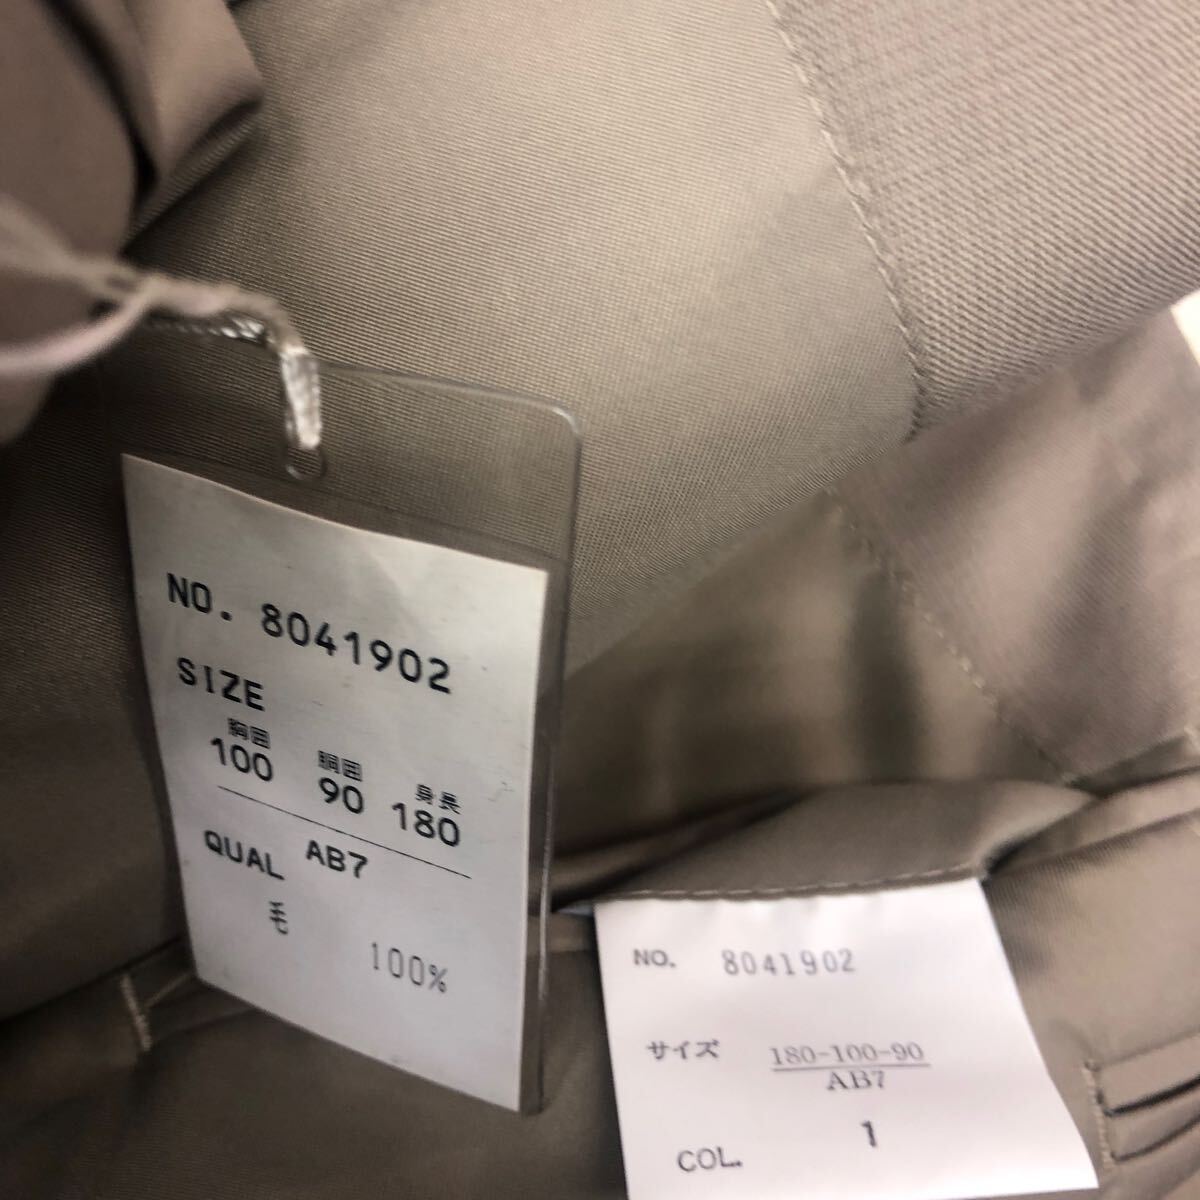 NO. 8041902
SIZE
胸囲 胴囲 身長
100 90 180
AB7
QUAL
毛 100%
NO. 8041902
サイズ 180-100-90
AB7
COL. 1